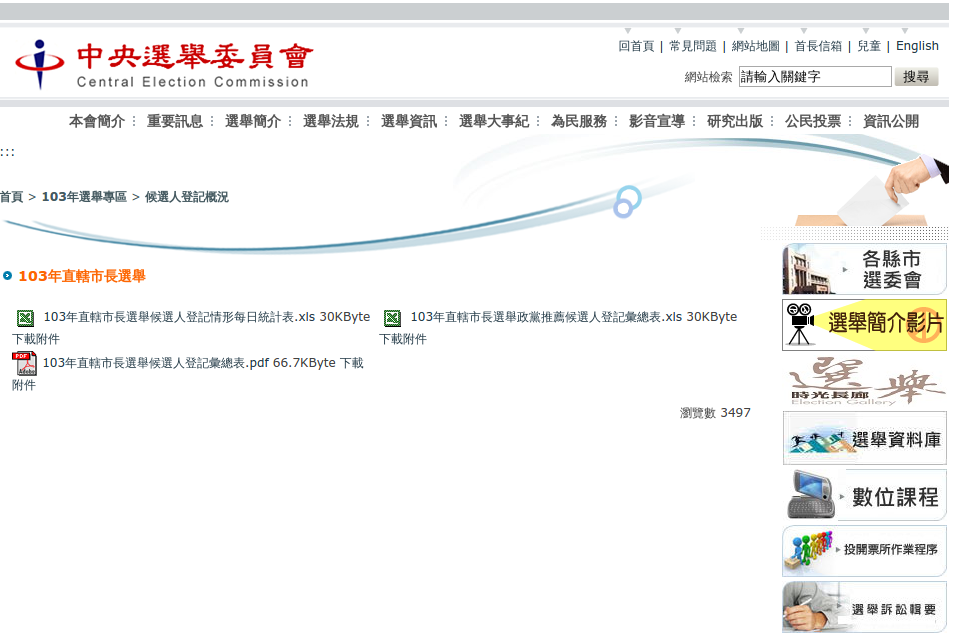 中央選舉委員會
Central Election Commission
回首頁 | 常見問題 | 網站地圖 | 首長信箱 | 兒童 | English
網站檢索 請輸入關鍵字 搜尋
本會簡介 ⋮ 重要訊息 ⋮ 選舉簡介 ⋮ 選舉法規 ⋮ 選舉資訊 ⋮ 選舉大事紀 ⋮ 為民服務 ⋮ 影音宣導 ⋮ 研究出版 ⋮ 公民投票 ⋮ 資訊公開
:::
首頁 > 103年選舉專區 > 候選人登記概況
103年直轄市長選舉
103年直轄市長選舉候選人登記情形每日統計表.xls 30KByte
下載附件
103年直轄市長選舉政黨推薦候選人登記彙總表.xls 30KByte
下載附件
PDF
Adobe
103年直轄市長選舉候選人登記彙總表.pdf 66.7KByte 下載
附件
瀏覽數 3497
各縣市
選委會
選舉簡介影片
選舉
時光長廊
Election Gallery
選舉資料庫
數位課程
投開票所作業程序
選舉訴訟輯要